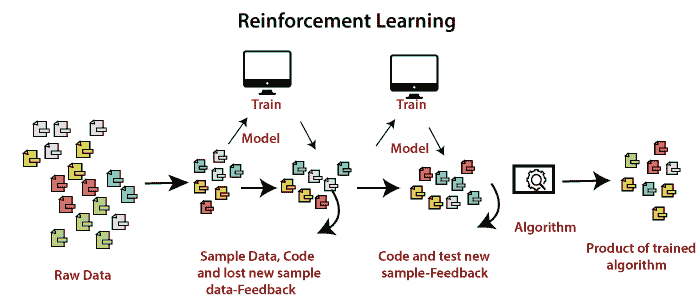 Reinforcement Learning
Train
Train
Model
Model
Raw Data
Sample Data, Code
and lost new sample
data-Feedback
Code and test new
sample-Feedback
Algorithm
Product of trained
algorithm